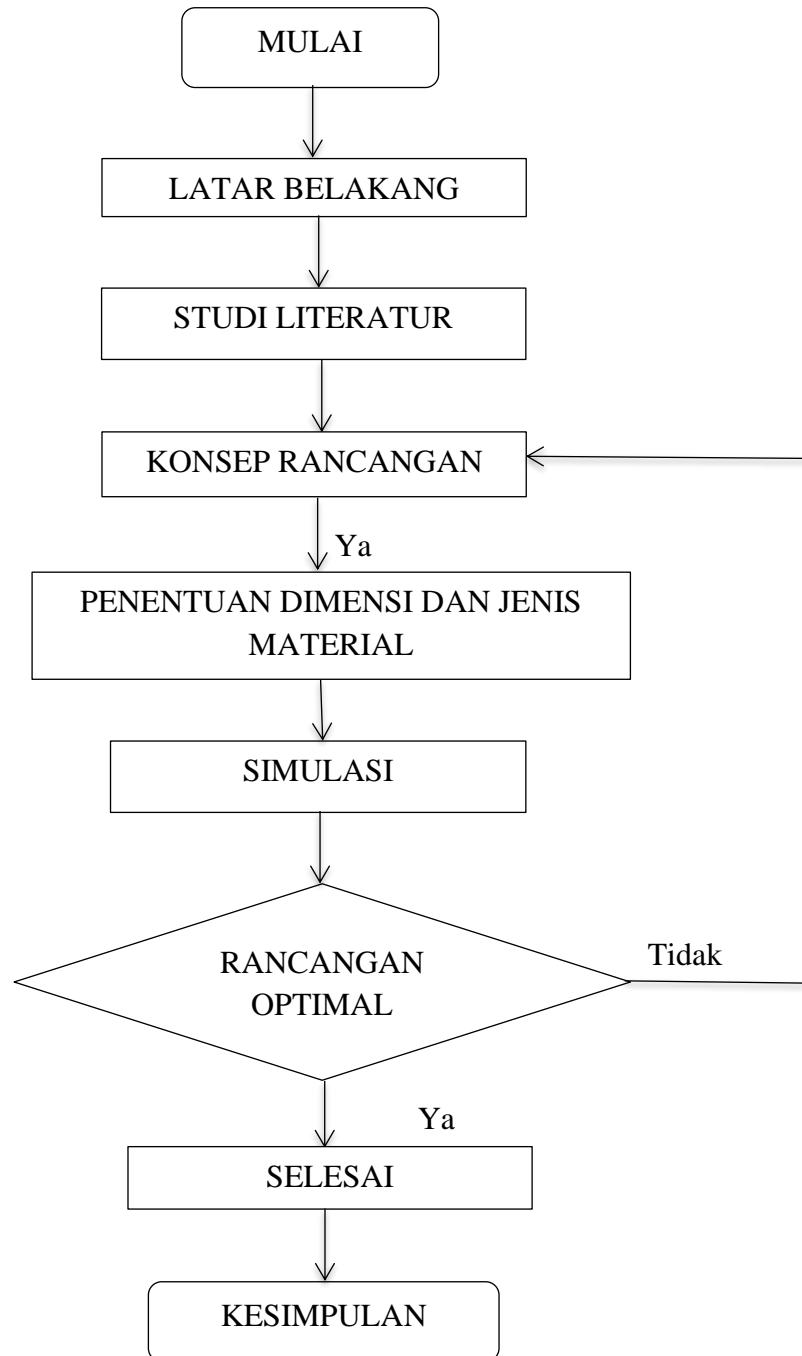 MULAI
LATAR BELAKANG
STUDI LITERATUR
KONSEP RANCANGAN
Ya
PENENTUAN DIMENSI DAN JENIS
MATERIAL
SIMULASI
RANCANGAN
OPTIMAL
Tidak
Ya
SELESAI
KESIMPULAN